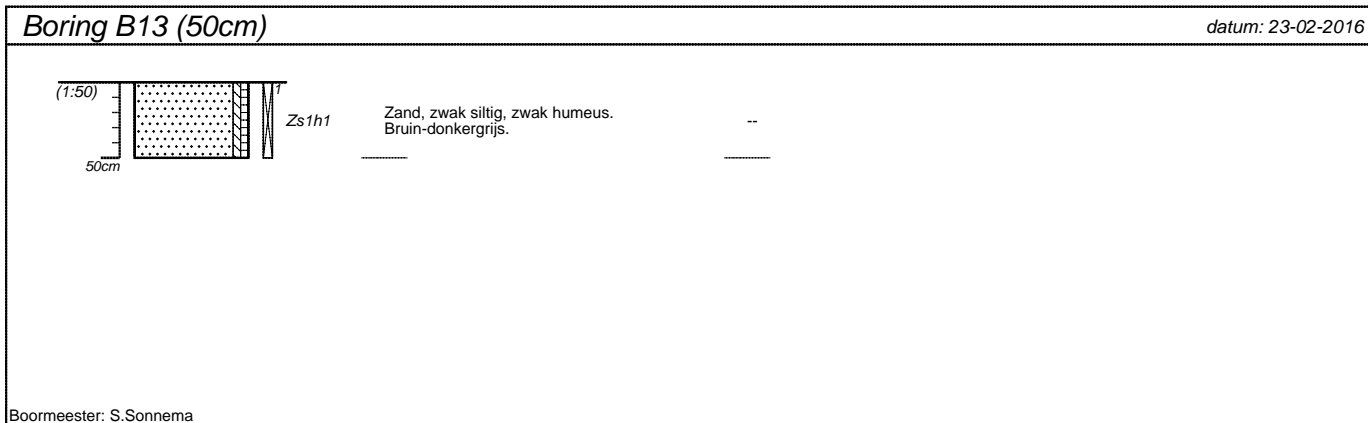 Boring B13 (50cm)
datum: 23-02-2016
(1:50)
1
Zs1h1
Zand, zwak siltig, zwak humeus.
Bruin-donkergrijs.
--
50cm
Boormeester: S.Sonnema